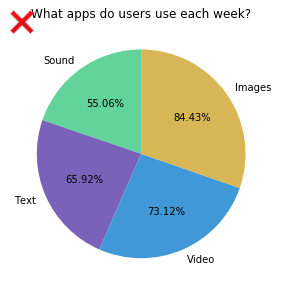 What apps do users use each week?
Sound
Images
55.06%
84.43%
65.92%
73.12%
Text
Video